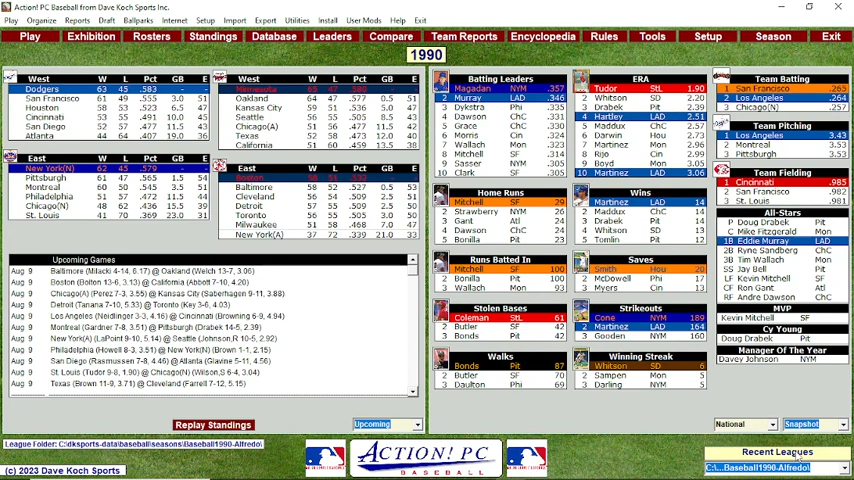 Action! PC Baseball from Dave Koch Sports Inc.
Play Organize Reports Draft Ballparks Internet Setup Import Export Utilities Install User Mods Help Exit
Play Exhibition Rosters Standings Database Leaders Compare Team Reports Encyclopedia Rules Tools Setup Season Exit
1990
West W L Pct GB E
Dodgers 63 45 .583 - -
San Francisco 61 49 .555 3.0 51
Houston 58 53 .523 6.5 47
Cincinnati 53 55 .491 10.0 45
San Diego 52 57 .477 11.5 43
Atlanta 44 64 .407 19.0 36
East W L Pct GB E
New York(N) 62 45 .579 - -
Pittsburgh 61 47 .565 1.5 54
Montreal 60 50 .545 3.5 51
Philadelphia 51 57 .472 11.5 44
Chicago(N) 48 62 .436 15.5 39
St. Louis 41 70 .369 23.0 31
West W L Pct GB E
Minnesota 65 47 .580 - -
Oakland 64 47 .577 0.5 51
Kansas City 59 51 .536 5.0 47
Seattle 56 55 .505 8.5 43
Chicago(A) 51 56 .477 11.5 42
Texas 52 58 .473 12.0 40
California 51 60 .459 13.5 38
East W L Pct GB E
Boston 58 51 .532 - -
Baltimore 58 52 .527 0.5 53
Cleveland 56 54 .509 2.5 51
Detroit 57 55 .509 2.5 50
Toronto 56 55 .505 3.0 50
Milwaukee 51 58 .468 7.0 47
New York(A) 37 72 .339 21.0 33
Upcoming Games
Aug 9 Baltimore (Milacki 4-14, 6.17) @ Oakland (Welch 13-7, 3.06)
Aug 9 Boston (Bolton 13-6, 3.13) @ California (Abbott 7-10, 4.20)
Aug 9 Chicago(A) (Perez 7-3, 3.55) @ Kansas City (Saberhagen 9-11, 3.88)
Aug 9 Detroit (Tanana 7-10, 5.33) @ Toronto (Key 3-6, 4.03)
Aug 9 Los Angeles (Neidlinger 3-3, 4.16) @ Cincinnati (Browning 6-9, 4.94)
Aug 9 Montreal (Gardner 7-8, 3.51) @ Pittsburgh (Drabek 14-5, 2.39)
Aug 9 New York(A) (LaPoint 9-10, 5.14) @ Seattle (Johnson,R 10-5, 2.92)
Aug 9 Philadelphia (Howell 8-3, 3.51) @ New York(N) (Brown 1-1, 2.15)
Aug 9 San Diego (Rasmussen 7-8, 4.46) @ Atlanta (Glavine 5-11, 4.56)
Aug 9 St. Louis (Tudor 9-8, 1.90) @ Chicago(N) (Wilson,S 6-4, 3.04)
Aug 9 Texas (Brown 11-9, 3.71) @ Cleveland (Farrell 7-12, 5.15)
Replay Standings
Upcoming
Batting Leaders
1 Magadan NYM .357
2 Murray LAD .346
3 Dykstra Phi .335
4 Dawson ChC .331
5 Grace ChC .330
6 Morris Cin .324
7 Wallach Mon .323
8 Mitchell SF .314
9 Sasser NYM .305
10 Clark SF .305
Home Runs
1 Mitchell SF 29
2 Strawberry NYM 26
3 Gant Atl 24
4 Dawson ChC 24
5 Bonilla Pit 23
Runs Batted In
1 Mitchell SF 100
2 Bonilla Pit 100
3 Wallach Mon 93
Stolen Bases
1 Coleman StL 61
2 Butler SF 42
3 Bonds Pit 42
Walks
1 Bonds Pit 87
2 Butler SF 70
3 Daulton Phi 69
ERA
1 Tudor StL 1.90
2 Whitson SD 2.20
3 Drabek Pit 2.39
4 Hartley LAD 2.51
5 Maddux ChC 2.57
6 Darwin Hou 2.73
7 Martinez Mon 2.77
8 Rijo Cin 2.99
9 Boyd Mon 3.05
10 Martinez LAD 3.06
Wins
1 Martinez LAD 14
2 Maddux ChC 14
3 Drabek Pit 14
4 Whitson SD 13
5 Tomlin Pit 12
Saves
1 Smith Hou 20
2 McDowell Phi 17
3 Myers Cin 13
Strikeouts
1 Cone NYM 189
2 Martinez LAD 164
3 Gooden NYM 160
Winning Streak
1 Whitson SD 6
2 Sampen Mon 5
3 Darling NYM 5
Team Batting
1 San Francisco .265
2 Los Angeles .264
3 Chicago(N) .257
Team Pitching
1 Los Angeles 3.43
2 Montreal 3.53
3 Pittsburgh 3.53
Team Fielding
1 Cincinnati .985
2 San Francisco .982
3 St. Louis .981
All-Stars
P Doug Drabek Pit
C Mike Fitzgerald Mon
1B Eddie Murray LAD
2B Ryne Sandberg ChC
3B Tim Wallach Mon
SS Jay Bell Pit
LF Kevin Mitchell SF
CF Ron Gant Atl
RF Andre Dawson ChC
MVP
Kevin Mitchell SF
Cy Young
Doug Drabek Pit
Manager Of The Year
Davey Johnson NYM
National
Snapshot
League Folder: C:\dksports-data\baseball\seasons\Baseball1990-Alfredo\
(c) 2023 Dave Koch Sports
ACTION! PC
BASEBALL
Recent Leagues
C:\...Baseball1990-Alfredo\